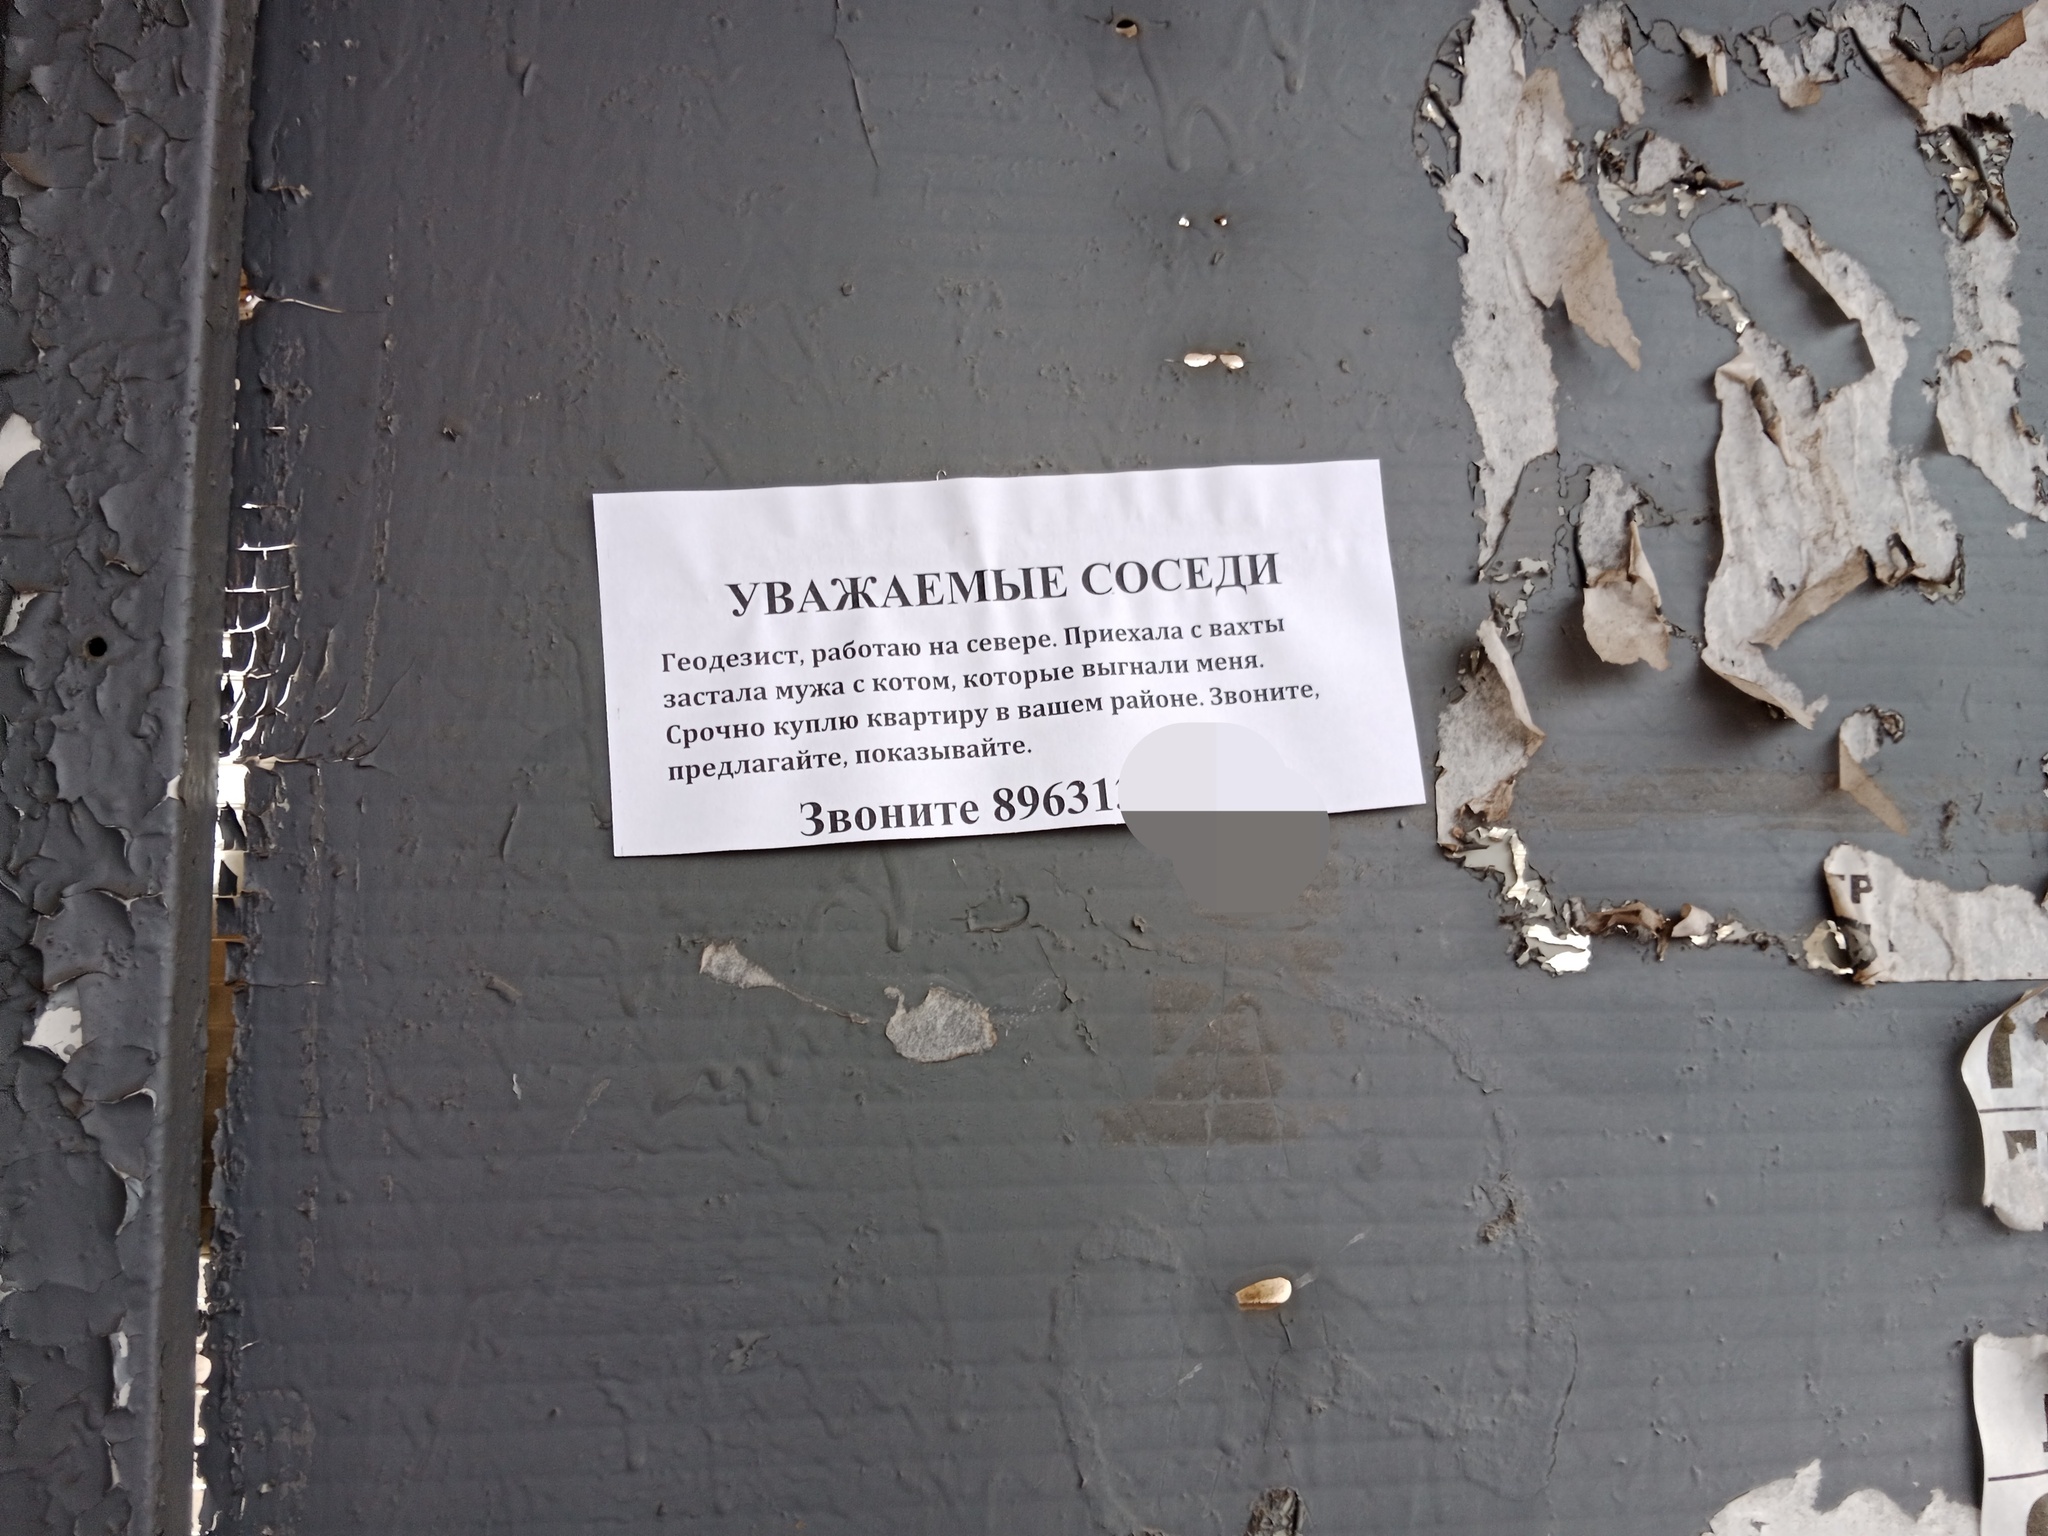 УВАЖАЕМЫЕ СОСЕДИ
Геодезист, работаю на севере. Приехала с вахты
застала мужа с котом, которые выгнали меня.
Срочно куплю квартиру в вашем районе. Звоните,
предлагайте, показывайте.
Звоните 89631